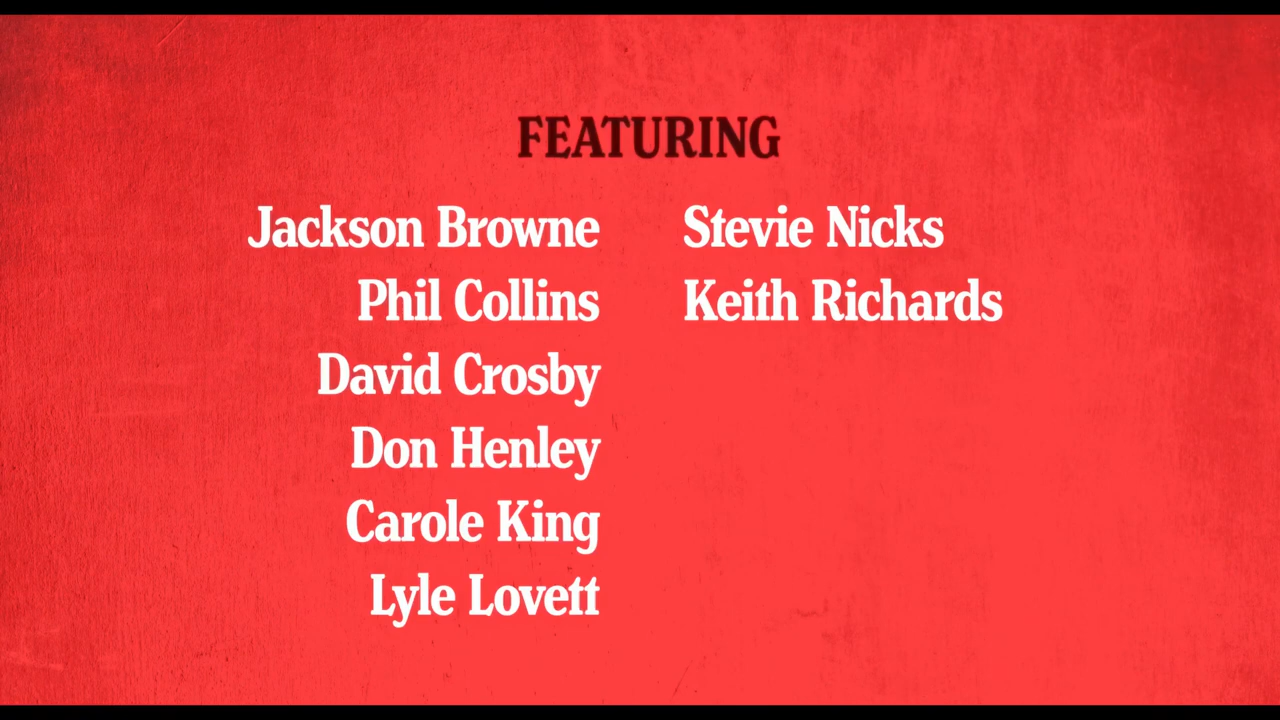 FEATURING
Jackson Browne
Phil Collins
David Crosby
Don Henley
Carole King
Lyle Lovett
Stevie Nicks
Keith Richards